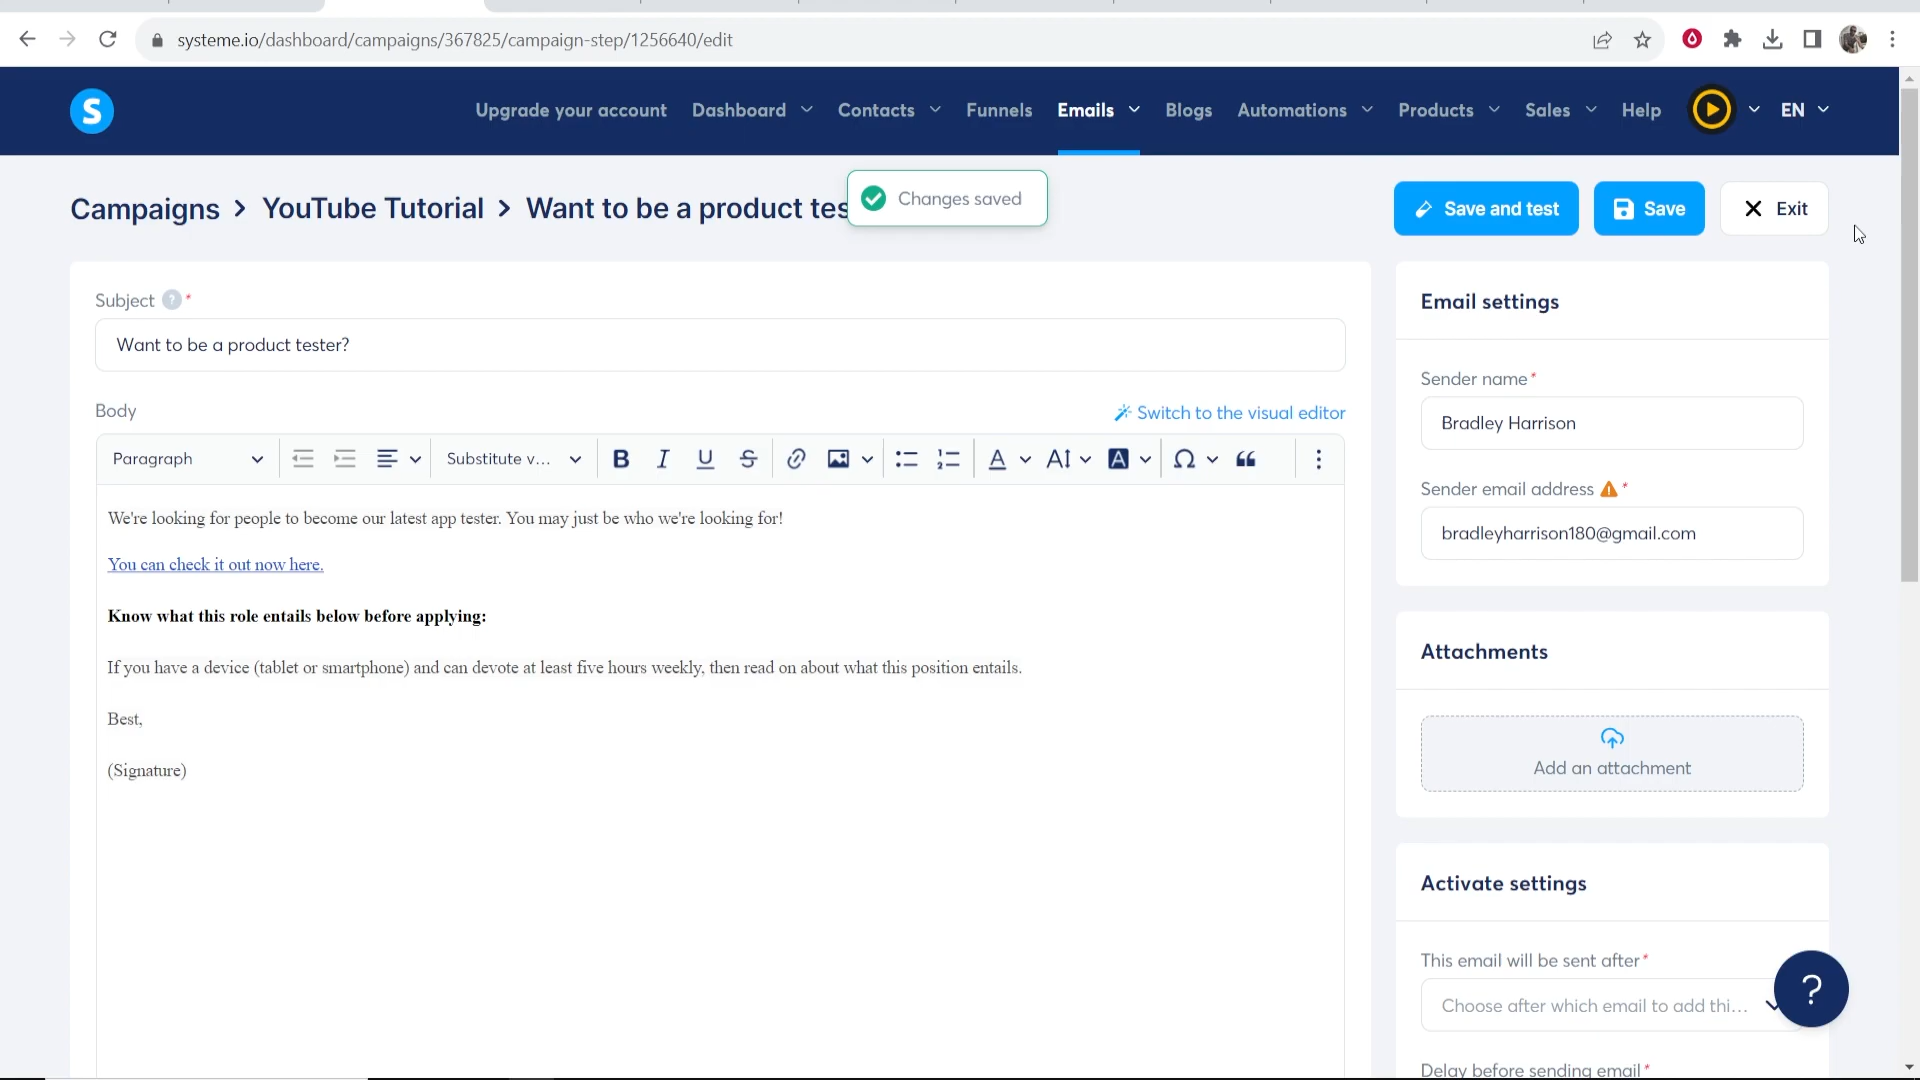 systeme.io/dashboard/campaigns/367825/campaign-step/1256640/edit
S
Upgrade your account Dashboard Contacts Funnels Emails Blogs Automations Products Sales Help EN
Campaigns > YouTube Tutorial > Want to be a product tes
Changes saved
Save and test
Save
Exit
Subject ? *
Want to be a product tester?
Body
Switch to the visual editor
Paragraph
Substitute v...
B I U S
A AI A Ω
We're looking for people to become our latest app tester. You may just be who we're looking for!
You can check it out now here.
Know what this role entails below before applying:
If you have a device (tablet or smartphone) and can devote at least five hours weekly, then read on about what this position entails.
Best,
(Signature)
Email settings
Sender name*
Bradley Harrison
Sender email address *
bradleyharrison180@gmail.com
Attachments
Add an attachment
Activate settings
This email will be sent after*
Choose after which email to add thi...
?
Delay before sending email*